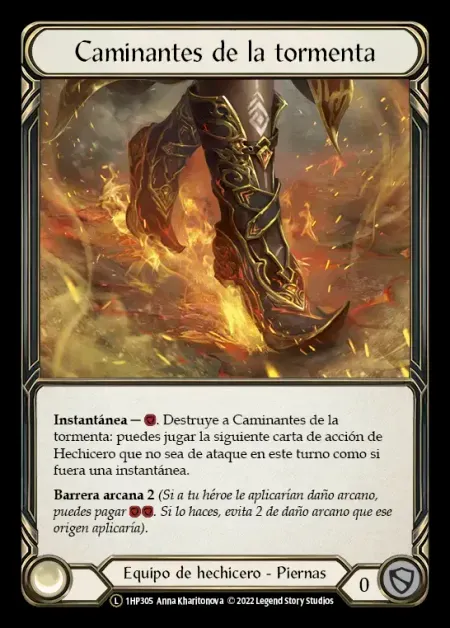 Caminantes de la tormenta
Instantánea — . Destruye a Caminantes de la
tormenta: puedes jugar la siguiente carta de acción de
Hechicero que no sea de ataque en este turno como si
fuera una instantánea.
Barrera arcana 2 (Si a tu héroe le aplicarían daño arcano,
puedes pagar . Si lo haces, evita 2 de daño arcano que ese
origen aplicaría).
Equipo de hechicero - Piernas
0
L 1HP305 Anna Kharitonova © 2022 Legend Story Studios